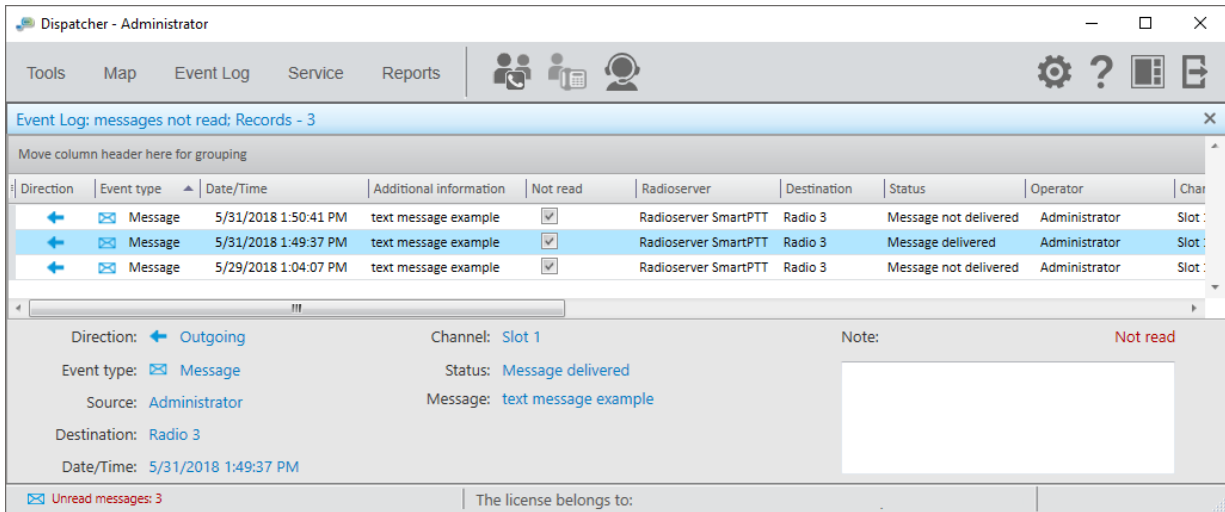 Dispatcher - Administrator
Tools Map Event Log Service Reports
Event Log: messages not read; Records - 3
Move column header here for grouping
Direction Event type Date/Time Additional information Not read Radioserver Destination Status Operator
Message 5/31/2018 1:50:41 PM text message example Radioserver SmartPTT Radio 3 Message not delivered Administrator Slot
Message 5/31/2018 1:49:37 PM text message example Radioserver SmartPTT Radio 3 Message delivered Administrator Slot
Message 5/29/2018 1:04:07 PM text message example Radioserver SmartPTT Radio 3 Message not delivered Administrator Slot
Direction: Outgoing Channel: Slot 1 Note: Not read
Event type: Message Status: Message delivered
Source: Administrator Message: text message example
Destination: Radio 3
Date/Time: 5/31/2018 1:49:37 PM
Unread messages: 3 The license belongs to: